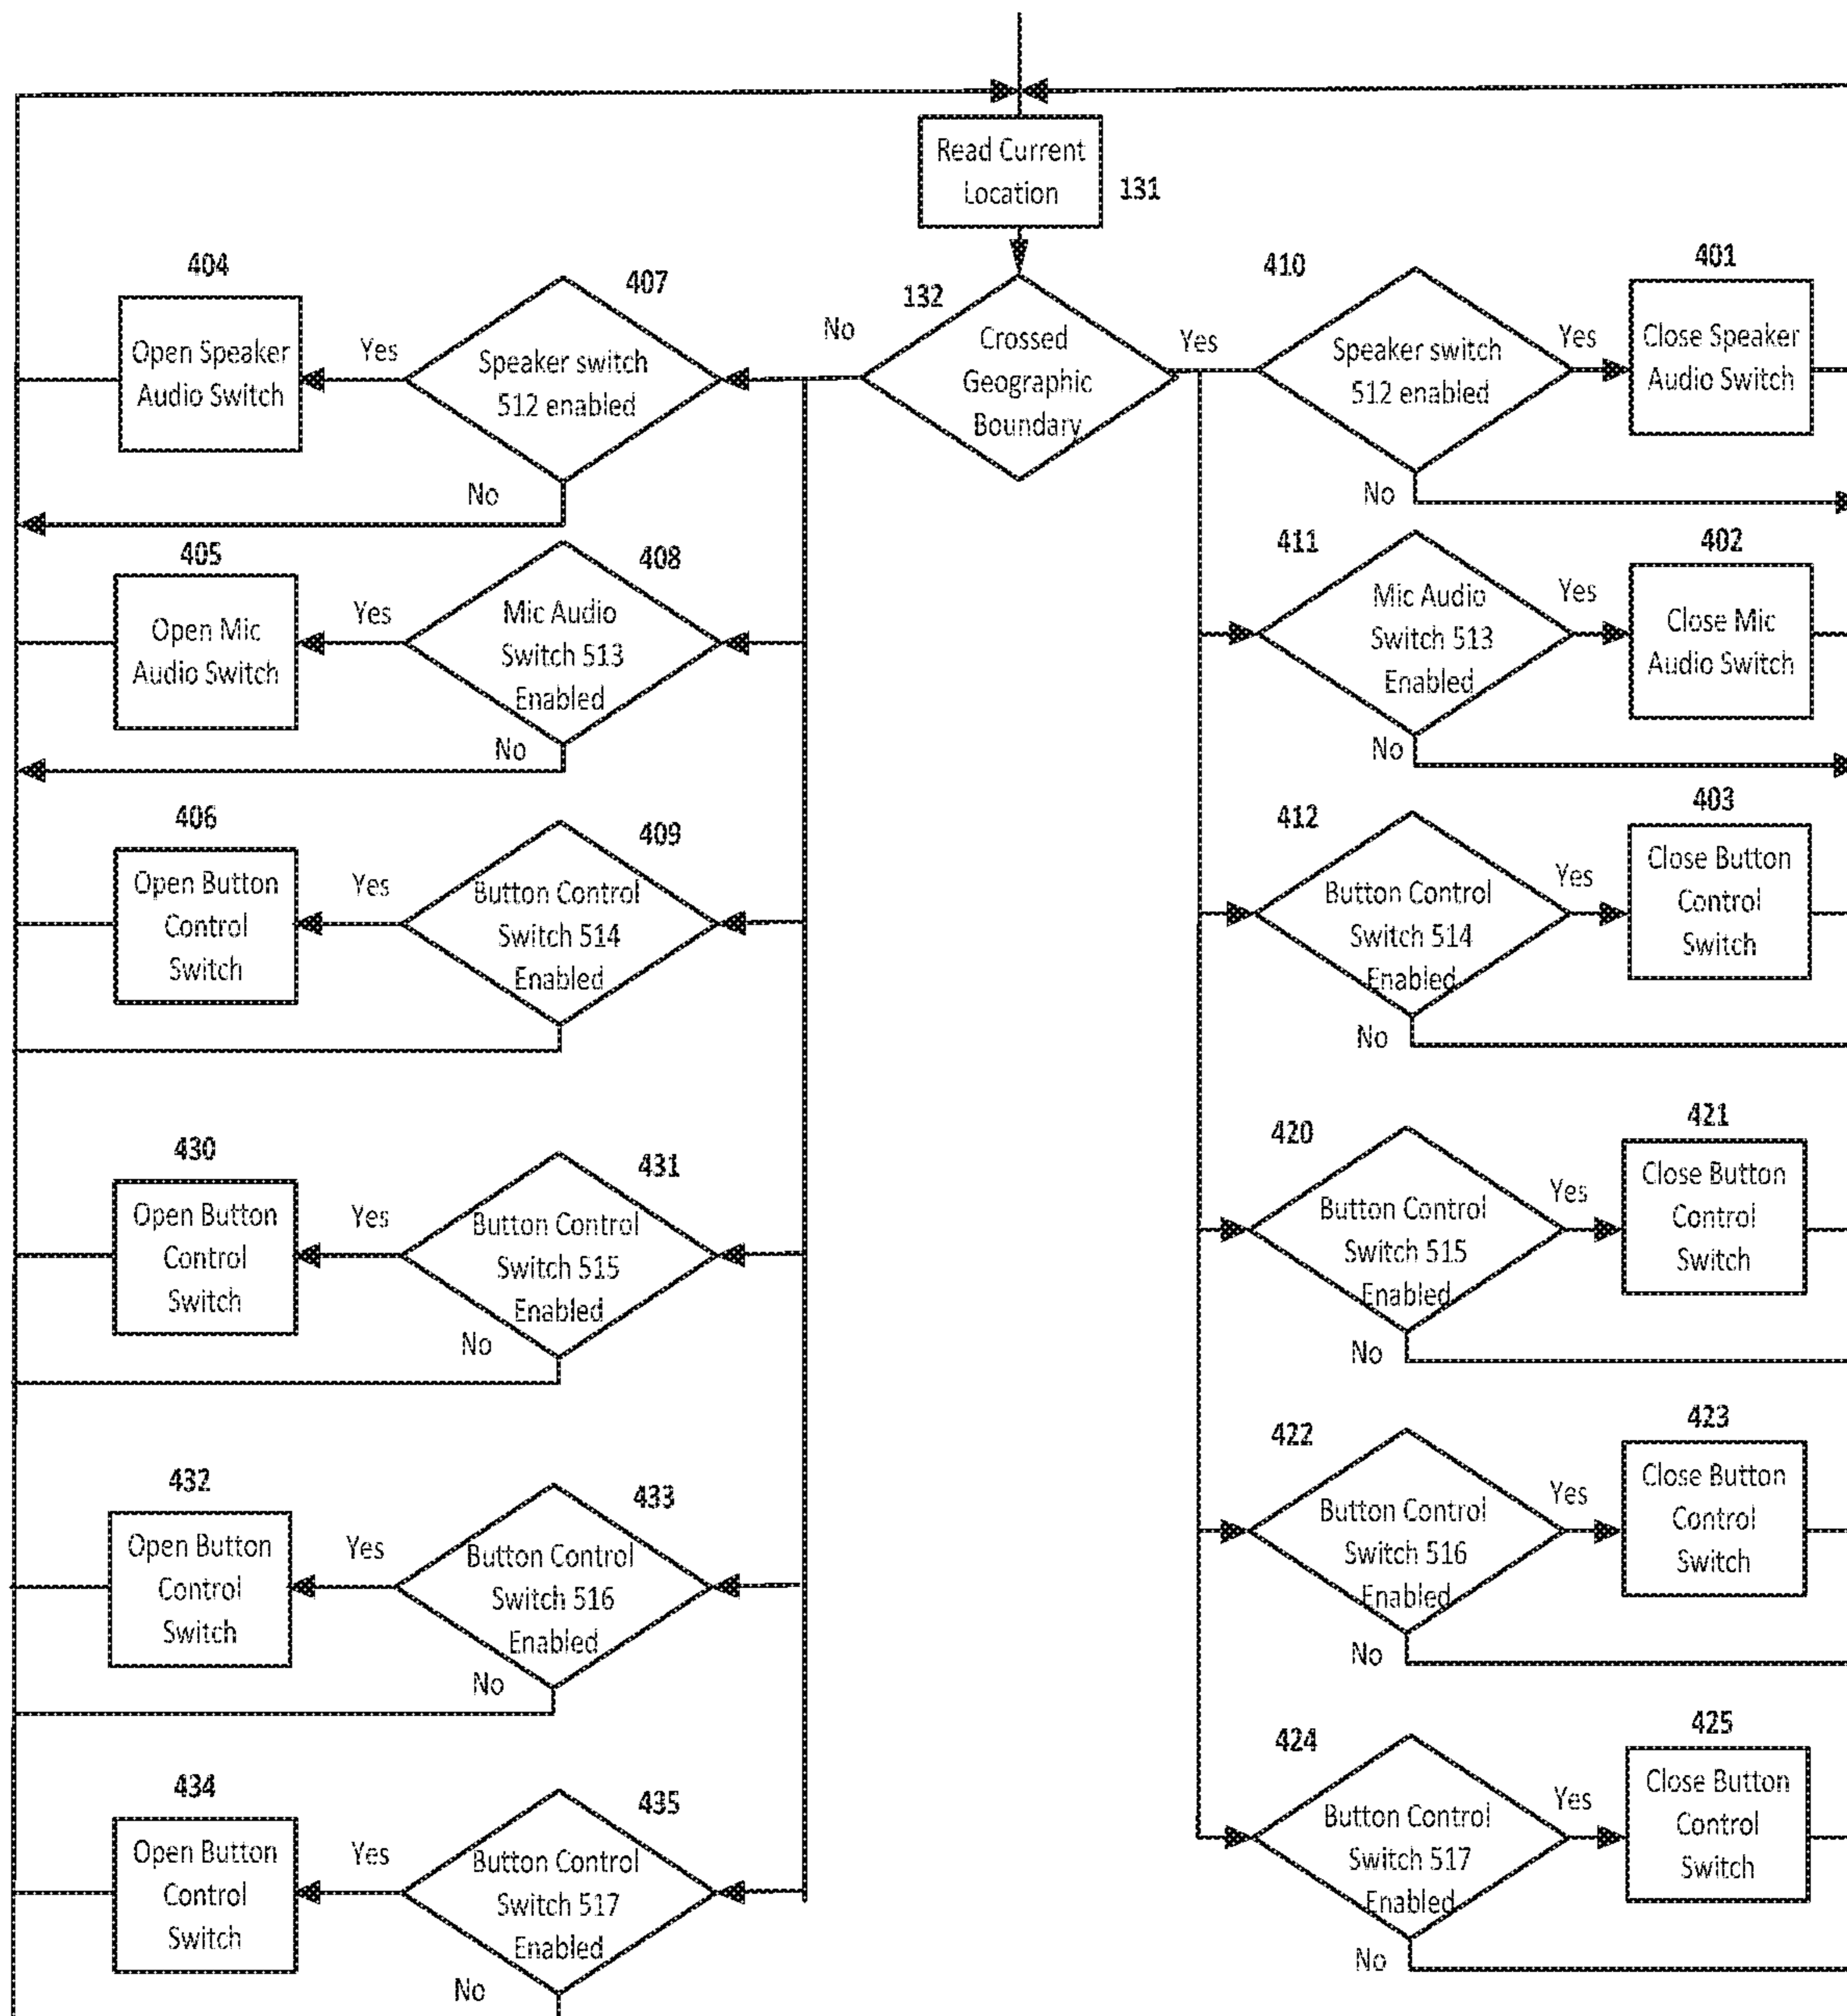 Read Current
Location
131
132
Crossed
Geographic
Boundary
No
Yes
404
Open Speaker
Audio Switch
Yes
407
Speaker switch
512 enabled
No
410
Speaker switch
512 enabled
Yes
No
401
Close Speaker
Audio Switch
405
Open Mic
Audio Switch
Yes
408
Mic Audio
Switch 513
Enabled
No
411
Mic Audio
Switch 513
Enabled
Yes
No
402
Close Mic
Audio Switch
406
Open Button
Control
Switch
Yes
409
Button Control
Switch 514
Enabled
412
Button Control
Switch 514
Enabled
Yes
No
403
Close Button
Control
Switch
430
Open Button
Control
Switch
Yes
431
Button Control
Switch 515
Enabled
No
420
Button Control
Switch 515
Enabled
Yes
No
421
Close Button
Control
Switch
432
Open Button
Control
Switch
Yes
433
Button Control
Switch 516
Enabled
No
422
Button Control
Switch 516
Enabled
Yes
No
423
Close Button
Control
Switch
434
Open Button
Control
Switch
Yes
435
Button Control
Switch 517
Enabled
No
424
Button Control
Switch 517
Enabled
Yes
No
425
Close Button
Control
Switch